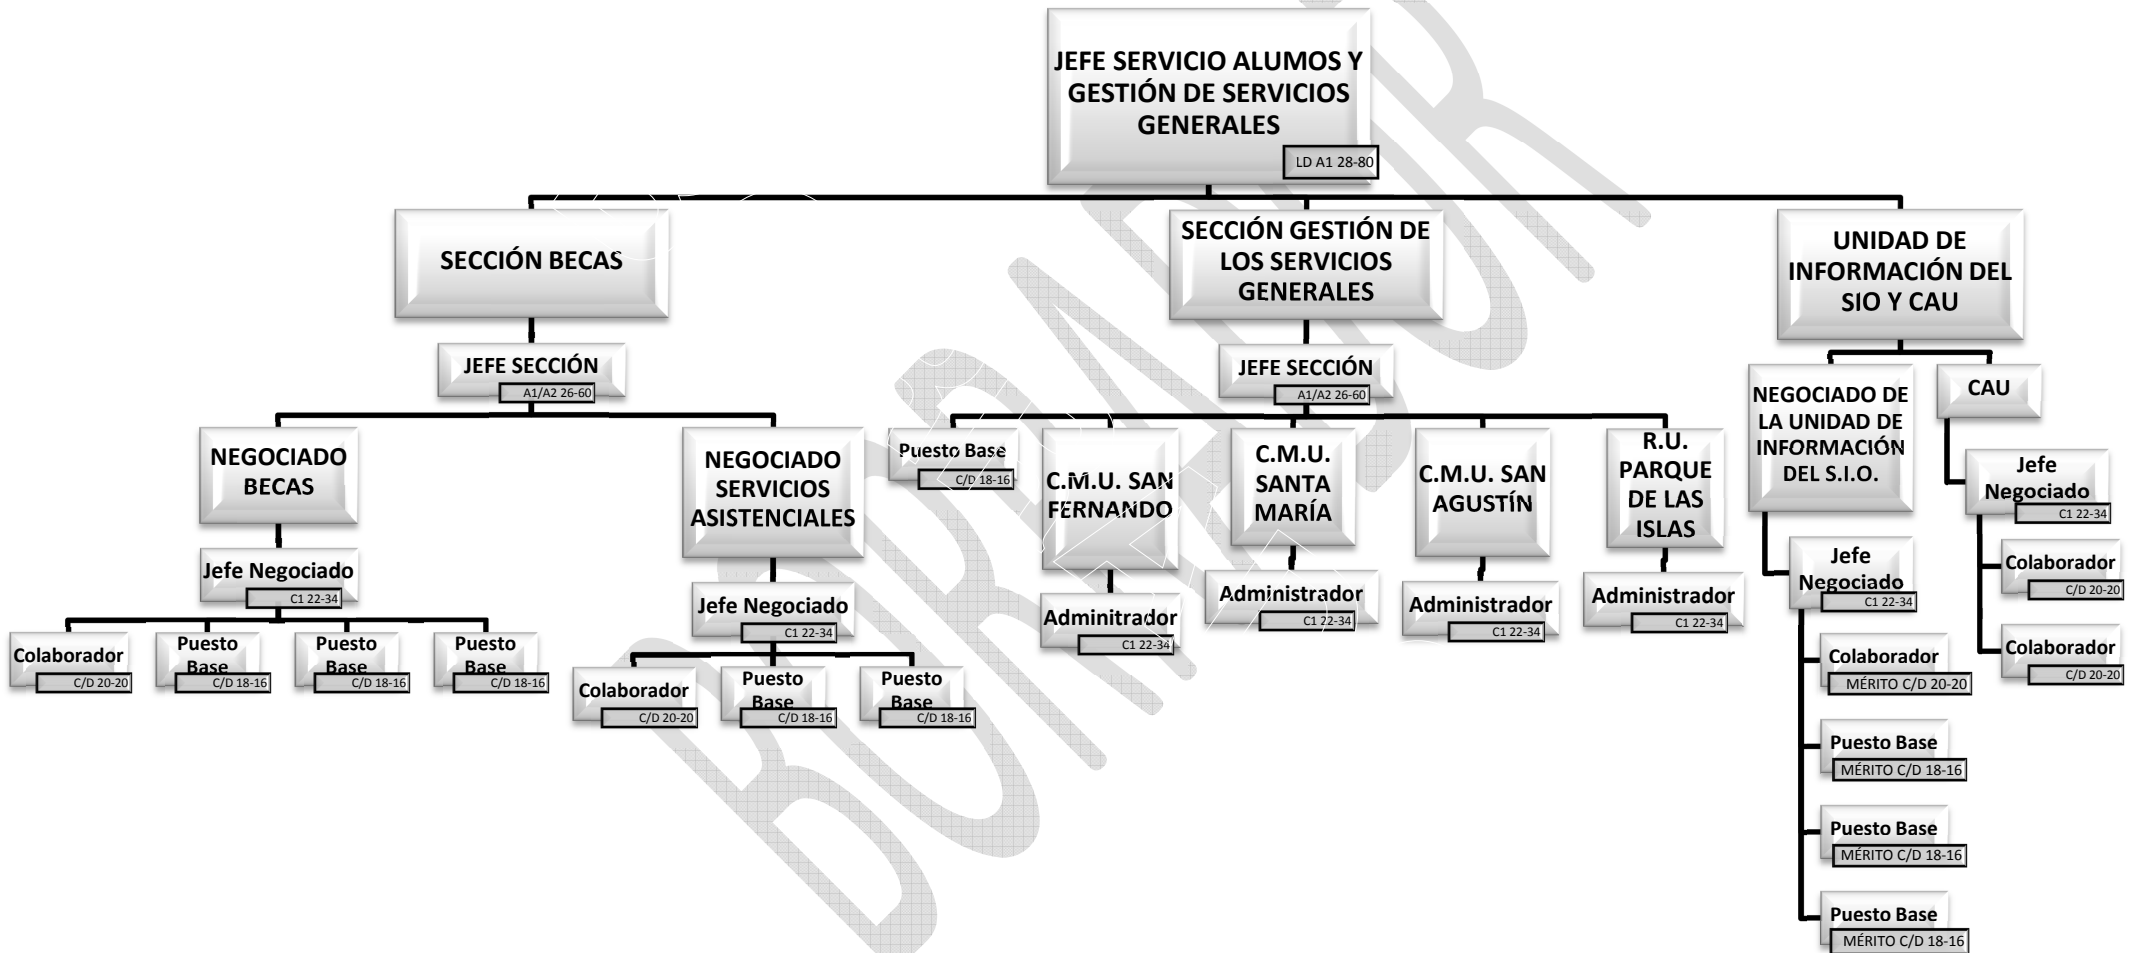 JEFE SERVICIO ALUMOS Y
GESTIÓN DE SERVICIOS
GENERALES
LD A1 28-80
SECCIÓN BECAS
JEFE SECCIÓN
A1/A2 26-60
NEGOCIADO
BECAS
Jefe Negociado
C1 22-34
Colaborador
C/D 20-20
Puesto
Base
C/D 18-16
Puesto
Base
C/D 18-16
Puesto
Base
C/D 18-16
NEGOCIADO
SERVICIOS
ASISTENCIALES
Jefe Negociado
C1 22-34
Colaborador
C/D 20-20
Puesto
Base
C/D 18-16
Puesto
Base
C/D 18-16
SECCIÓN GESTIÓN DE
LOS SERVICIOS
GENERALES
JEFE SECCIÓN
A1/A2 26-60
Puesto Base
C/D 18-16
C.M.U. SAN
FERNANDO
Adminitrador
C1 22-34
C.M.U.
SANTA
MARÍA
Administrador
C1 22-34
C.M.U. SAN
AGUSTÍN
Administrador
C1 22-34
R.U.
PARQUE
DE LAS
ISLAS
Administrador
C1 22-34
UNIDAD DE
INFORMACIÓN DEL
SIO Y CAU
NEGOCIADO DE
LA UNIDAD DE
INFORMACIÓN
DEL S.I.O.
Jefe
Negociado
C1 22-34
Colaborador
MÉRITO C/D 20-20
Puesto Base
MÉRITO C/D 18-16
Puesto Base
MÉRITO C/D 18-16
Puesto Base
MÉRITO C/D 18-16
CAU
Jefe
Negociado
C1 22-34
Colaborador
C/D 20-20
Colaborador
C/D 20-20
BORRADOR